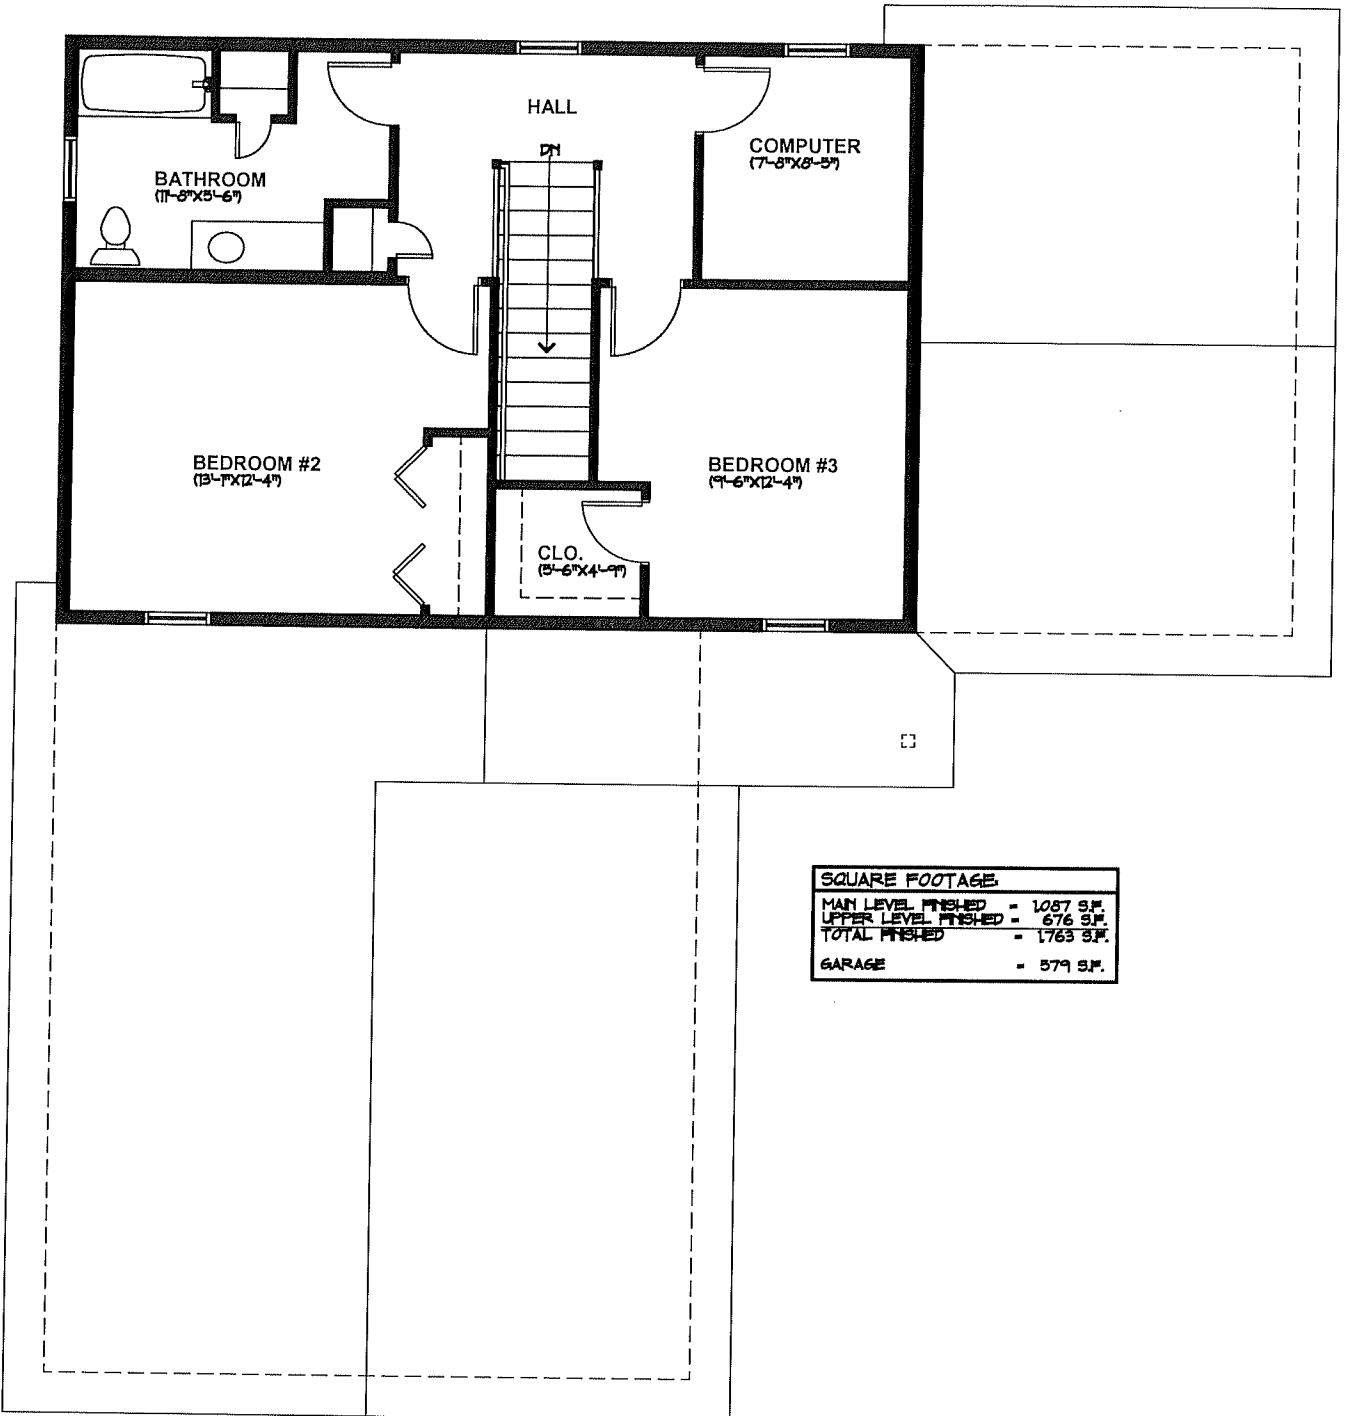 HALL
DN
COMPUTER
(7'-8"X8'-5")
BATHROOM
(11'-8"X5'-6")
BEDROOM #2
(13'-1"X12'-4")
BEDROOM #3
(9'-6"X12'-4")
CLO.
(5'-6"X4'-9")
SQUARE FOOTAGE:
MAIN LEVEL FINISHED = 1,087 S.F.
UPPER LEVEL FINISHED = 676 S.F.
TOTAL FINISHED = 1,763 S.F.
GARAGE = 579 S.F.